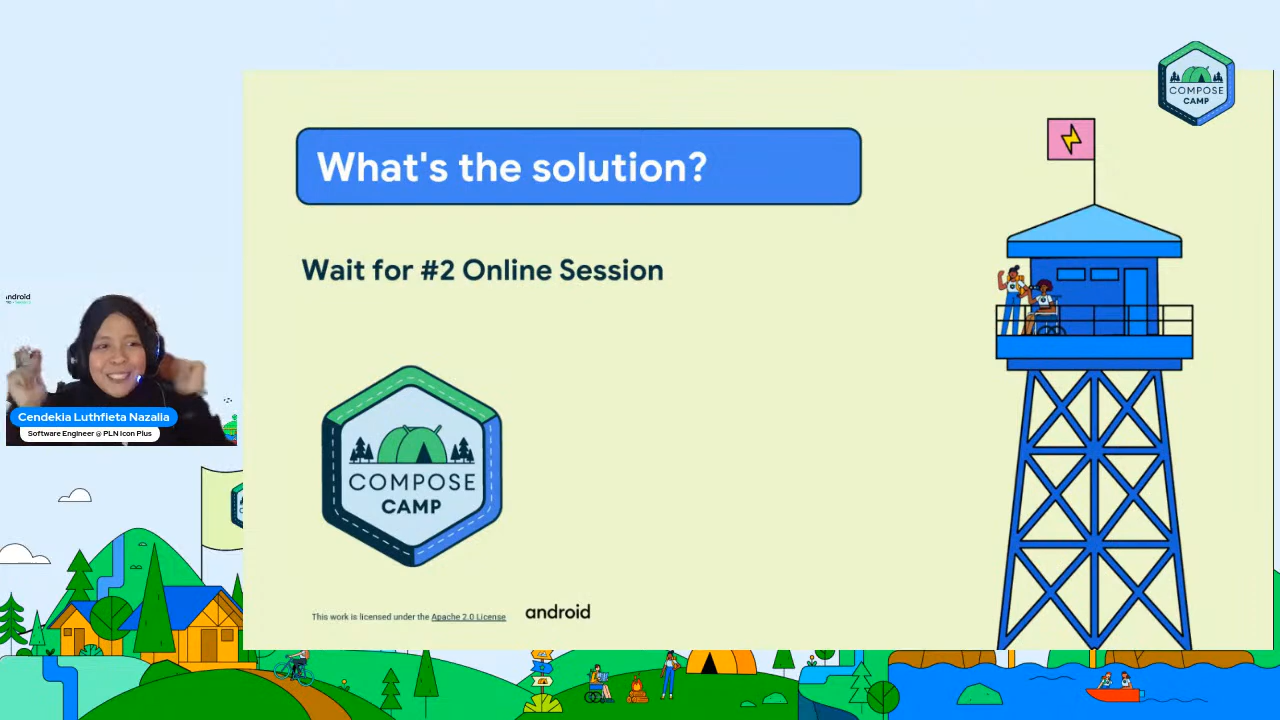 COMPOSE
CAMP
What's the solution?
Wait for #2 Online Session
android
Cendekia Luthfieta Nazalia
Software Engineer @ PLN Icon Plus
COMPOSE
CAMP
This work is licensed under the Apache 2.0 License
android